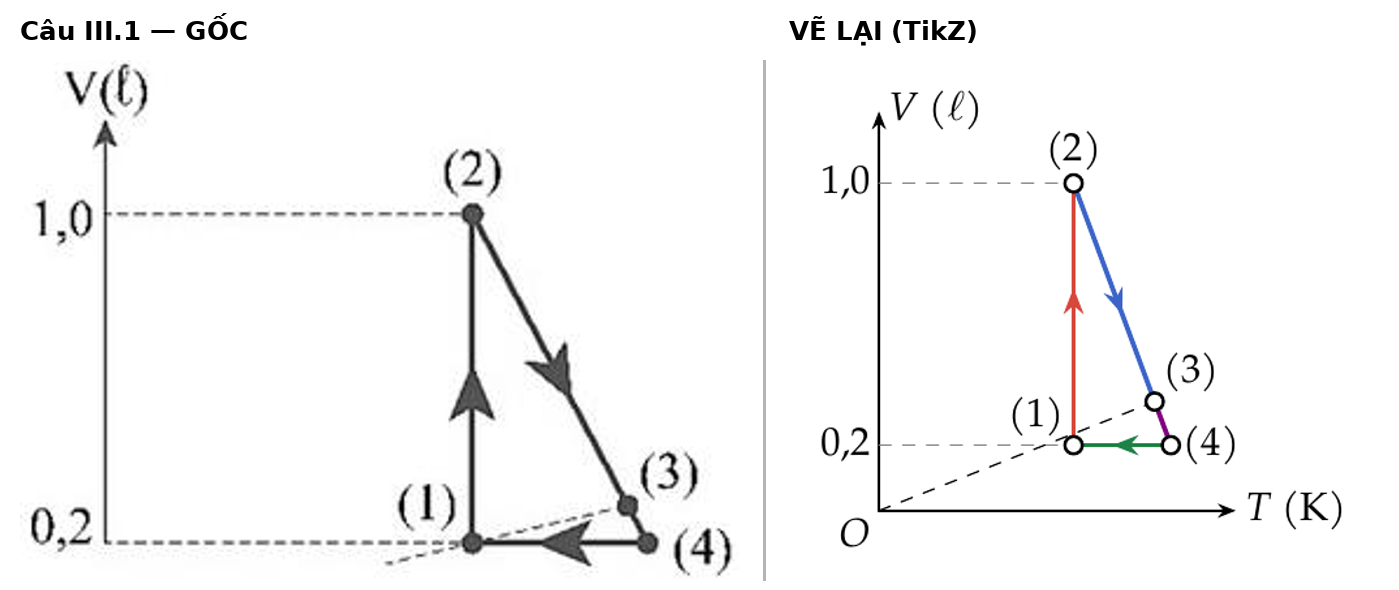 Câu III.1 — GỐC
V(ℓ)
(2)
1,0
(3)
(1)
0,2
(4)
VẼ LẠI (TikZ)
V (ℓ)
(2)
1,0
(3)
(1)
0,2
(4)
T (K)
O